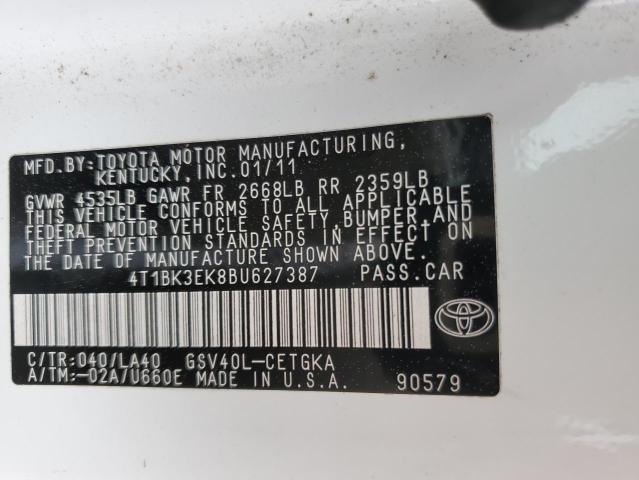 MFD.BY:TOYOTA MOTOR MANUFACTURING,
KENTUCKY, INC. 01/11
GVWR 4535LB GAWR FR 2668LB RR 2359LB
THIS VEHICLE CONFORMS TO ALL APPLICABLE
FEDERAL MOTOR VEHICLE SAFETY, BUMPER, AND
THEFT PREVENTION STANDARDS IN EFFECT ON
THE DATE OF MANUFACTURE SHOWN ABOVE.
4T1BK3EK8BU627387 PASS.CAR
C/TR:040/LA40 GSV40L-CETGKA
A/TM:-02A/U660E MADE IN U.S.A. 90579